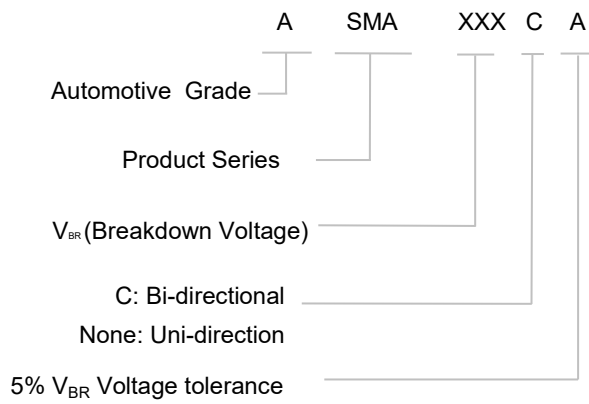 A SMA XXX C A
Automotive Grade
Product Series
VBR (Breakdown Voltage)
C: Bi-directional
None: Uni-direction
5% VBR Voltage tolerance